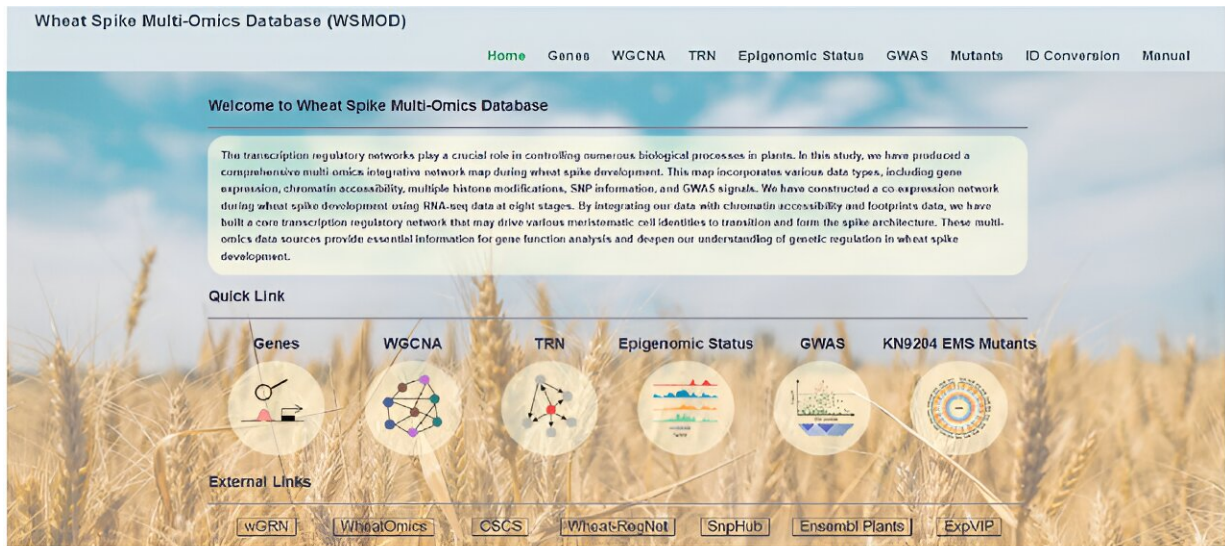 Wheat Spike Multi-Omics Database (WSMOD)
Home Genes WGCNA TRN Epigenomic Status GWAS Mutants ID Conversion Manual
Welcome to Wheat Spike Multi-Omics Database
The transcription regulatory networks play a crucial role in controlling numerous biological processes in plants. In this study, we have produced a
comprehensive multi omics integrative network map during wheat spike development. This map incorporates various data types, including gene
expression, chromatin accessibility, multiple histone modifications, SNP information, and GWAS signals. We have constructed a co-expression network
during wheat spike development using RNA-seq data at eight stages. By integrating our data with chromatin accessibility and footprints data, we have
built a core transcription regulatory network that may drive various meristematic cell identities to transition and form the spike architecture. These multi-
omics data sources provide essential information for gene function analysis and deepen our understanding of genetic regulation in wheat spike
development.
Quick Link
Genes WGCNA TRN Epigenomic Status GWAS KN9204 EMS Mutants
External Links
wGRN WheatOmics CSCS Wheat-RegNet SnpHub Ensembl Plants ExpVIP